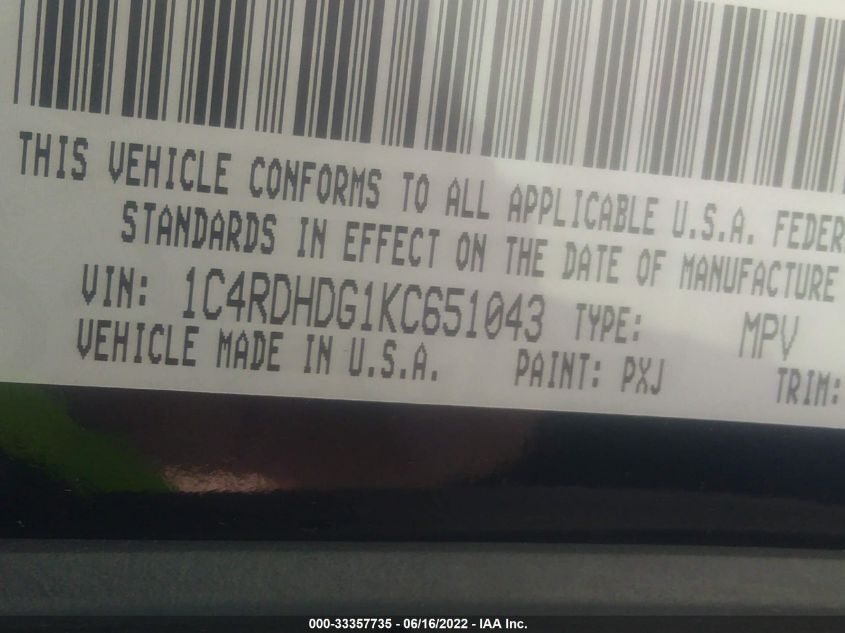 THIS VEHICLE CONFORMS TO ALL APPLICABLE U.S.A. FEDER
STANDARDS IN EFFECT ON THE DATE OF MANUFACTURE
VIN: 1C4RDHDG1KC651043 TYPE: MPV
VEHICLE MADE IN U.S.A. PAINT: PXJ TRIM:
000-33357735 - 06/16/2022 - IAA Inc.